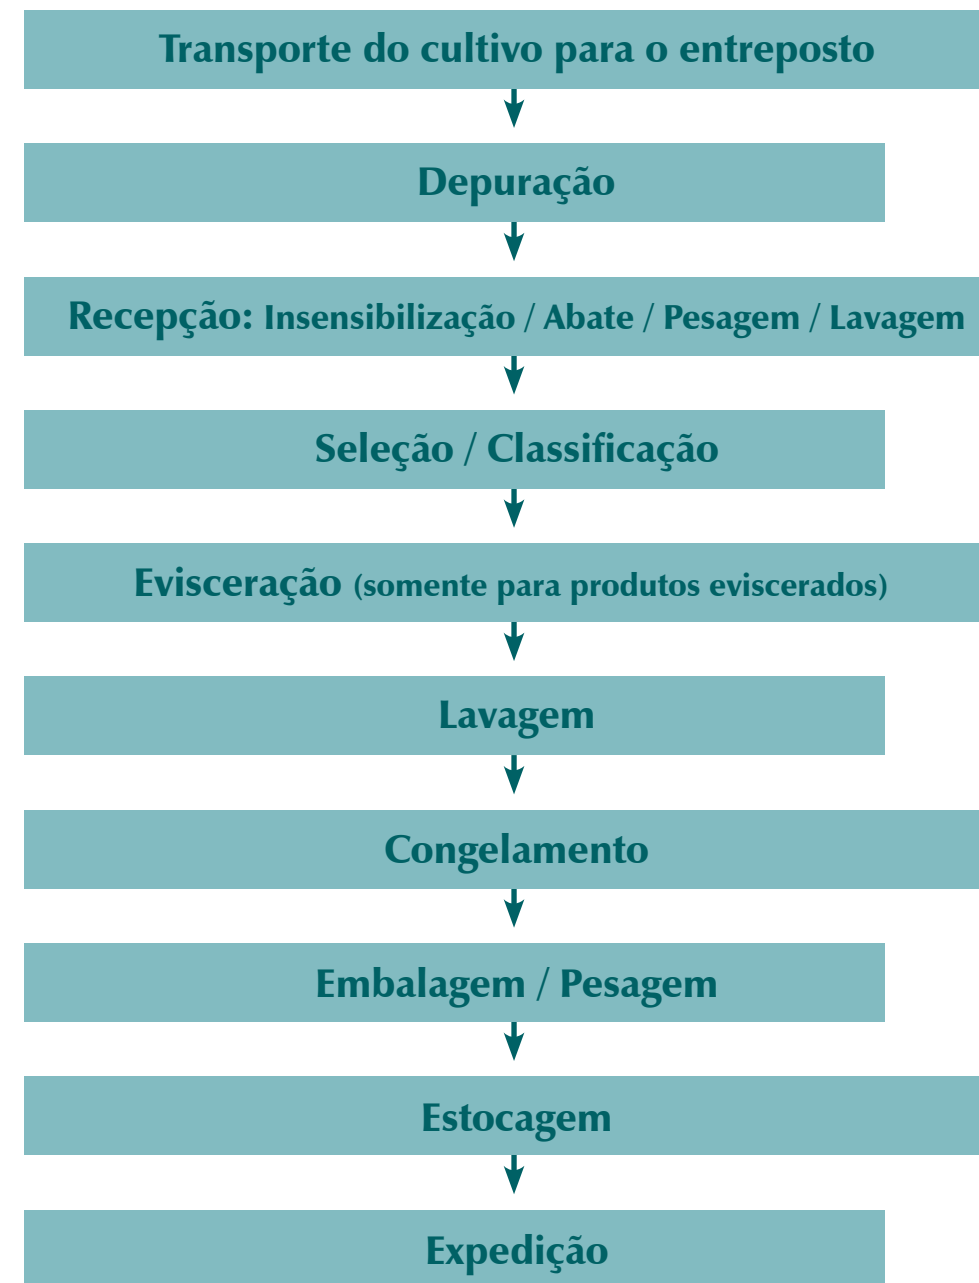 Transporte do cultivo para o entreposto
Depuração
Recepção: Insensibilização / Abate / Pesagem / Lavagem
Seleção / Classificação
Evisceração (somente para produtos eviscerados)
Lavagem
Congelamento
Embalagem / Pesagem
Estocagem
Expedição